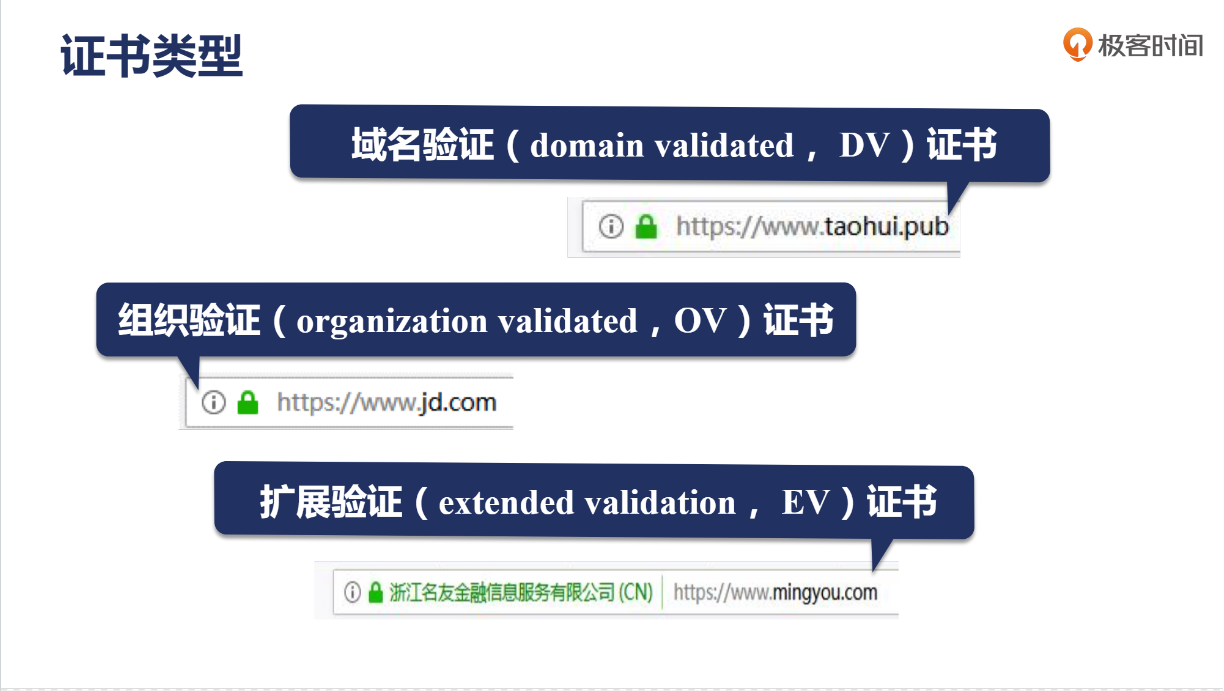 证书类型
极客时间
域名验证（domain validated， DV）证书
https://www.taohui.pub
组织验证（organization validated，OV）证书
https://www.jd.com
扩展验证（extended validation， EV）证书
浙江名友金融信息服务有限公司 (CN) https://www.mingyou.com